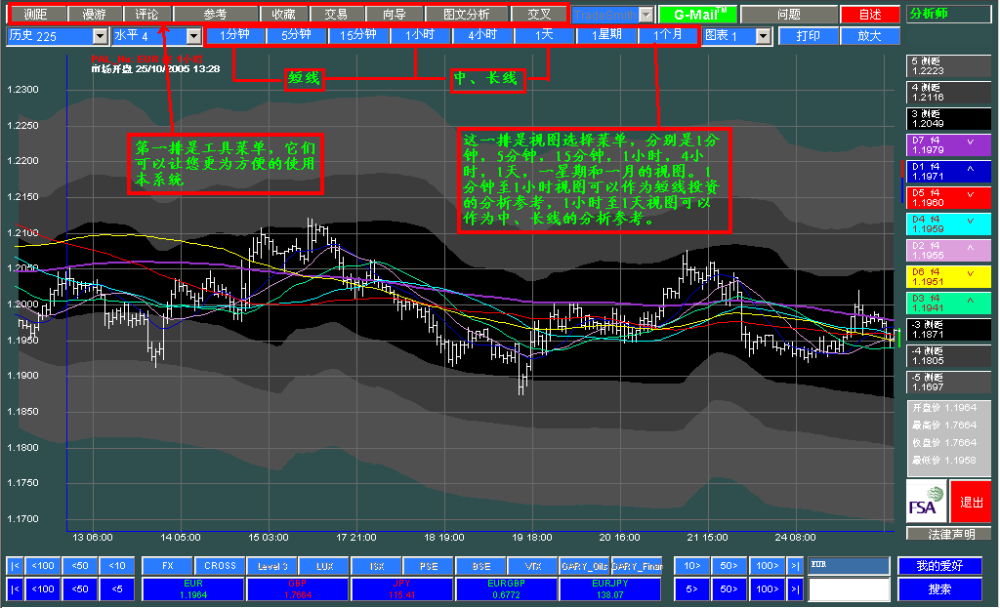 测距 漫游 评论 参考 收藏 交易 向导 图文分析 交叉 TradeSmith G-Mail™ 问题 自述 分析师
历史 225 水平 4 1分钟 5分钟 15分钟 1小时 4小时 1天 1星期 1个月 图表 1 打印 放大
市场开盘 25/10/2005 13:28
短线
中、长线
第一排是工具菜单，它们
可以让您更为方便的使用
本系统
这一排是视图选择菜单，分别是1分
钟，5分钟，15分钟，1小时，4小
时，1天，一星期和一月的视图。1
分钟至1小时视图可以作为短线投资
的分析参考，1小时至1天视图可以
作为中、长线的分析参考。
1.2300
1.2250
1.2200
1.2150
1.2100
1.2050
1.2000
1.1950
1.1900
1.1850
1.1800
1.1750
1.1700
13 06:00 14 05:00 15 03:00 17 21:00 18 19:00 19 18:00 20 16:00 21 15:00 24 08:00
5 测距
1.2223
4 测距
1.2116
3 测距
1.2049
D7 f4 v
1.1979
D1 f4 ^
1.1971
D5 f4 v
1.1960
D4 f4 v
1.1959
D2 f4 ^
1.1955
D6 f4 v
1.1951
D3 f4 ^
1.1941
-3 测距
1.1871
-4 测距
1.1805
-5 测距
1.1697
开盘价 1.1964
最高价 1.7664
收盘价 1.7664
最低价 1.1958
FSA 退出
法律声明
|< <100 <50 <10 FX CROSS Level 3 LUX ISX PSE BSE VTX GARY_Oils GARY_Finan 10> 50> 100> >| EUR 我的爱好
|< <100 <50 <5 EUR GBP JPY EURGBP EURJPY 5> 50> 100> >| 搜索
1.1964 1.7664 115.41 0.6772 138.07